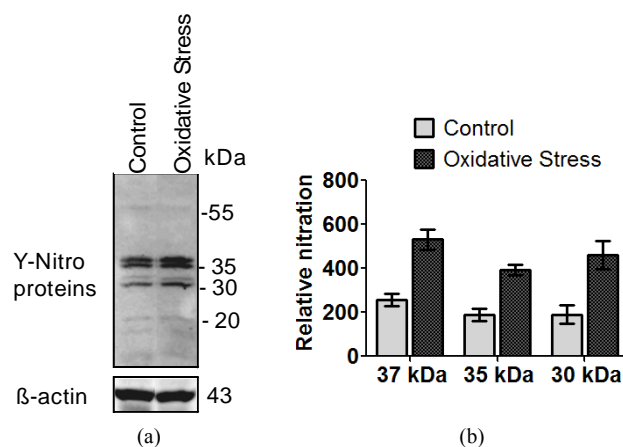 Control
Oxidative Stress
kDa
-55
Y-Nitro
proteins
- 35
- 30
- 20
ß-actin
43
(a)
Control
Oxidative Stress
Relative nitration
800
600
400
200
0
37 kDa 35 kDa 30 kDa
(b)